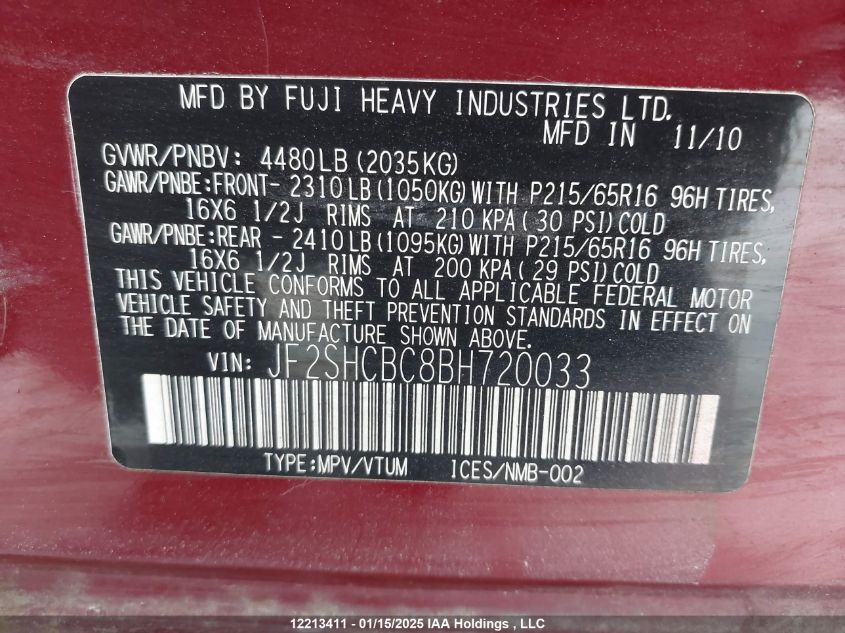 MFD BY FUJI HEAVY INDUSTRIES LTD.
MFD IN 11/10
GVWR/PNBV: 4480LB (2035KG)
GAWR/PNBE:FRONT- 2310LB(1050KG)WITH P215/65R16 96H TIRES,
16X6 1/2J RIMS AT 210 KPA(30 PSI)COLD
GAWR/PNBE:REAR - 2410LB(1095KG)WITH P215/65R16 96H TIRES,
16X6 1/2J RIMS AT 200 KPA(29 PSI)COLD
THIS VEHICLE CONFORMS TO ALL APPLICABLE FEDERAL MOTOR
VEHICLE SAFETY AND THEFT PREVENTION STANDARDS IN EFFECT ON
THE DATE OF MANUFACTURE SHOWN ABOVE.
VIN: JF2SHCBC8BH720033
TYPE:MPV/VTUM ICES/NMB-002
12213411 - 01/15/2025 IAA Holdings , LLC